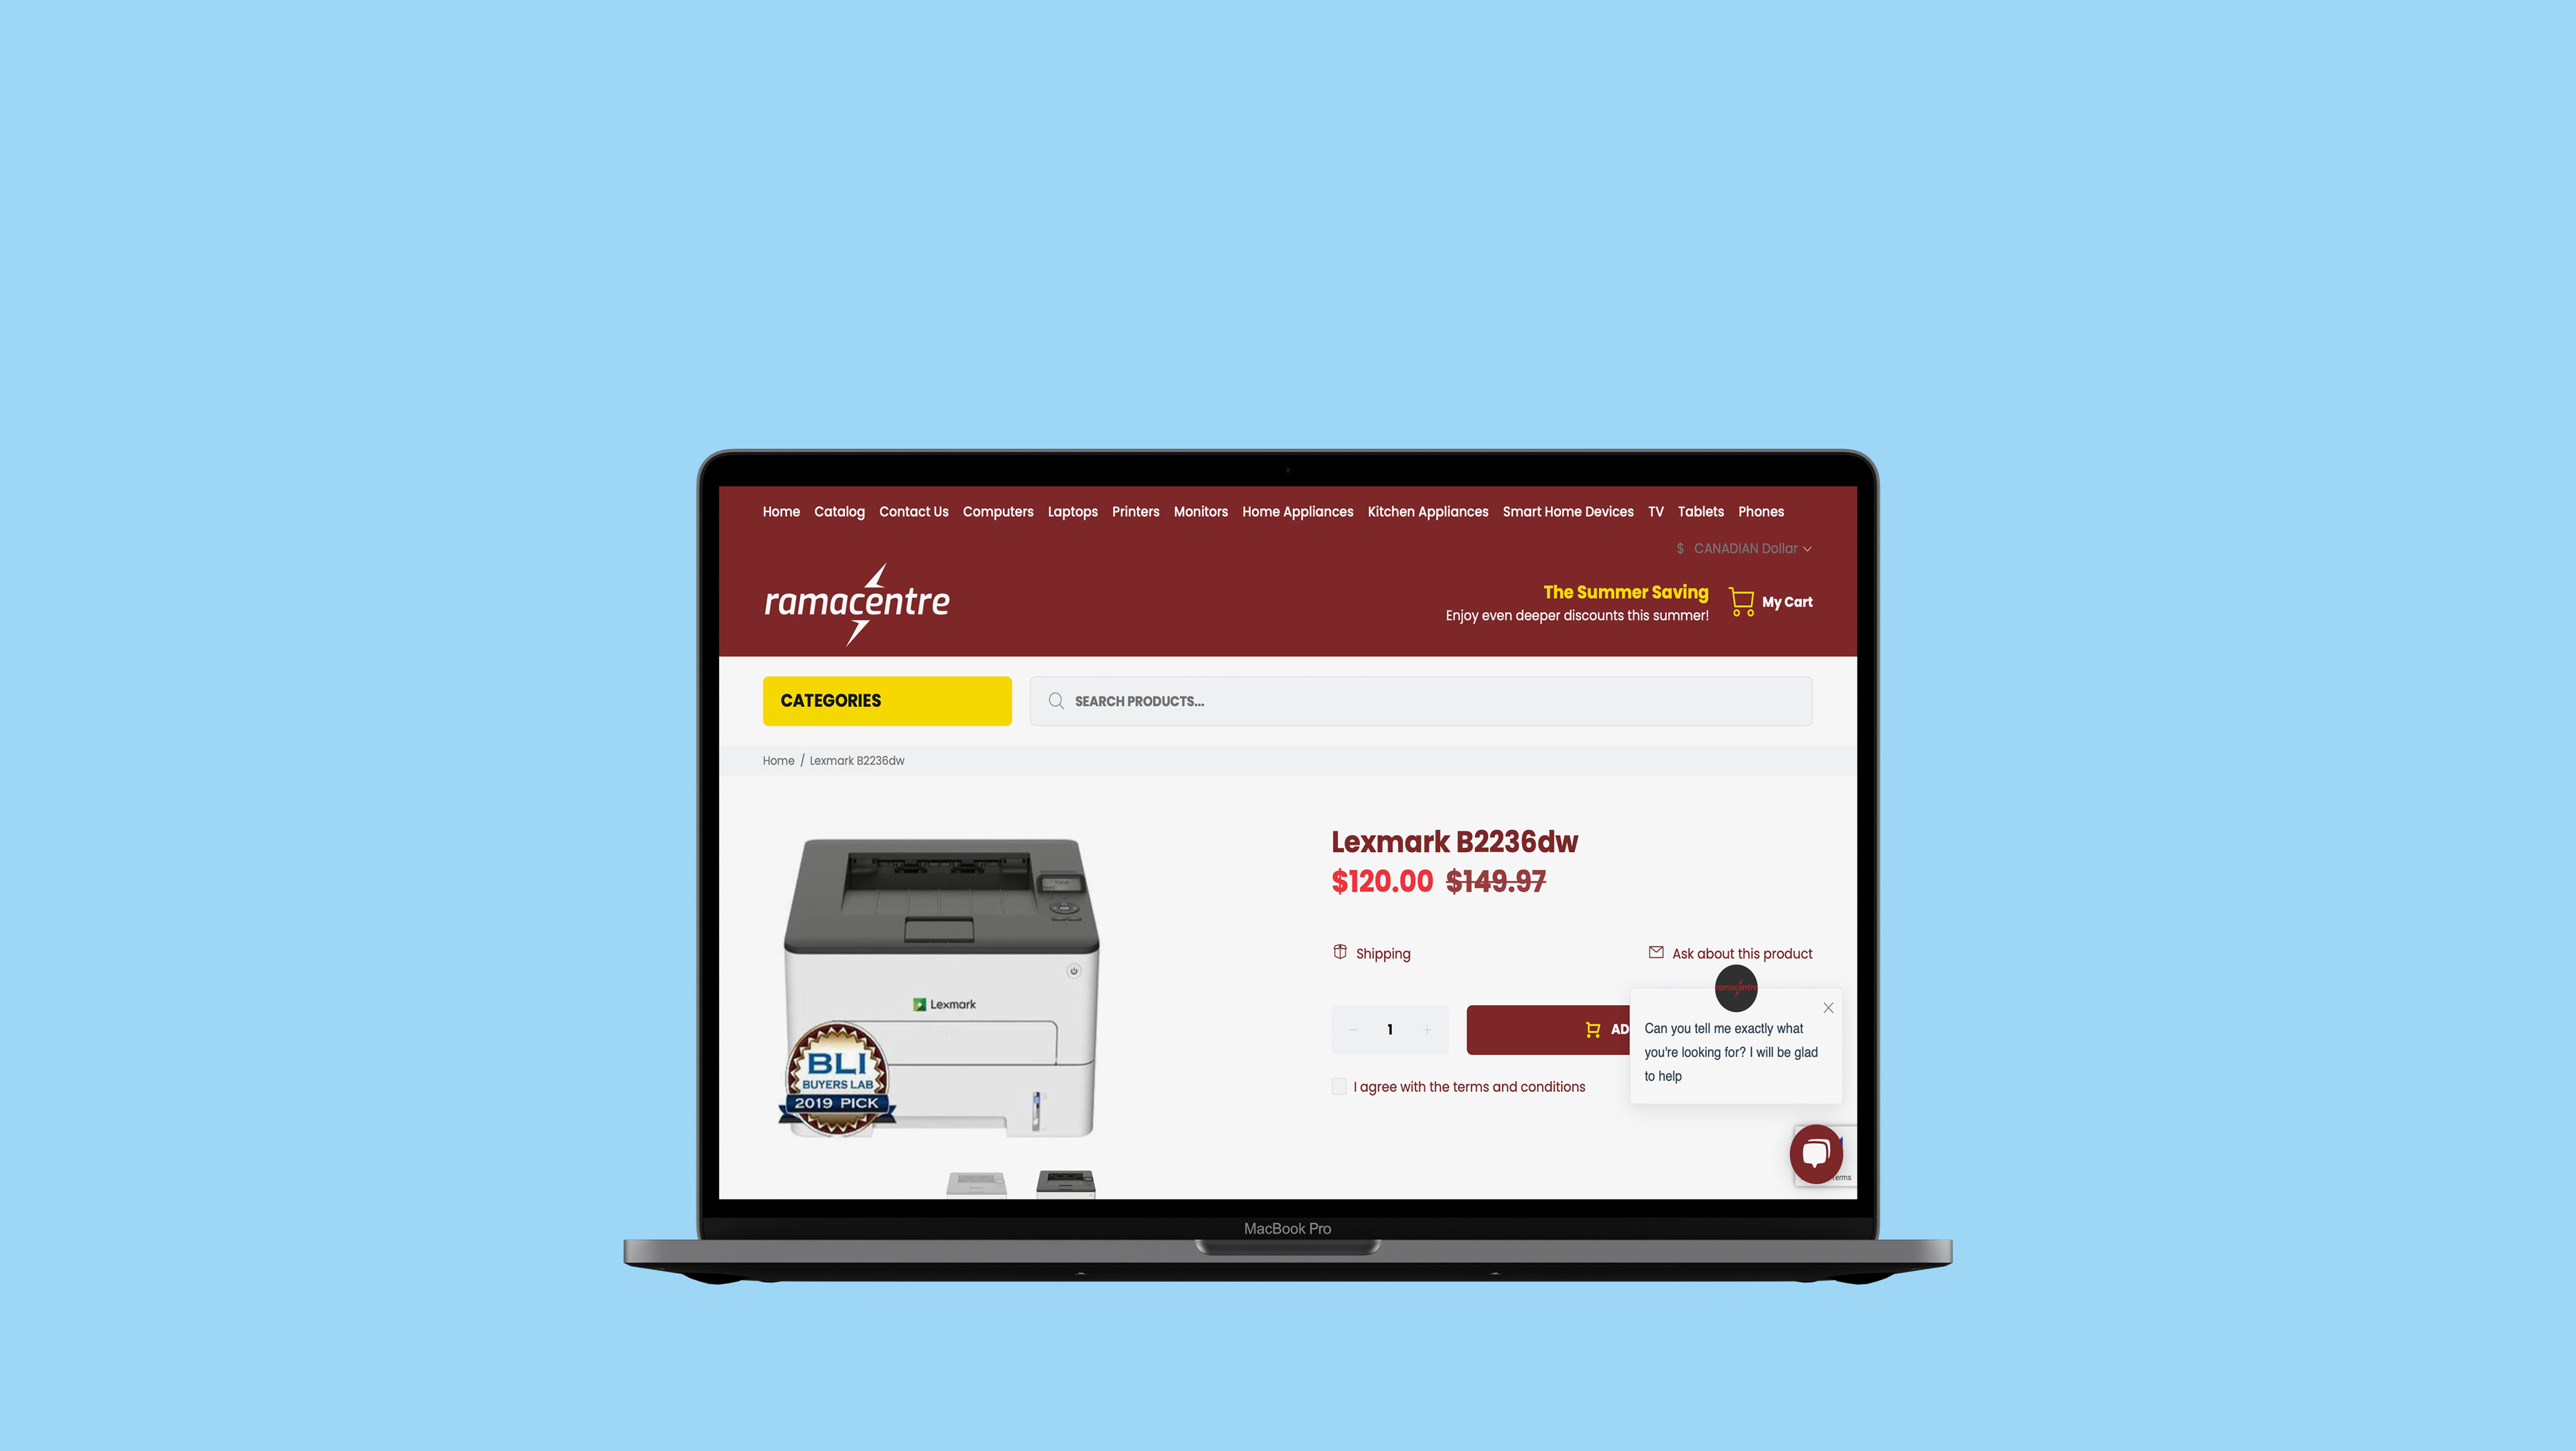 Home Catalog Contact Us Computers Laptops Printers Monitors Home Appliances Kitchen Appliances Smart Home Devices TV Tablets Phones
$ CANADIAN Dollar
ramacentre
The Summer Saving
Enjoy even deeper discounts this summer!
My Cart
CATEGORIES
SEARCH PRODUCTS...
Home / Lexmark B2236dw
Lexmark B2236dw
$120.00 $149.97
Shipping
Ask about this product
Lexmark
BLI
BUYERS LAB
2019 PICK
- 1 +
AD
ramacentre
Can you tell me exactly what
you're looking for? I will be glad
to help
I agree with the terms and conditions
MacBook Pro